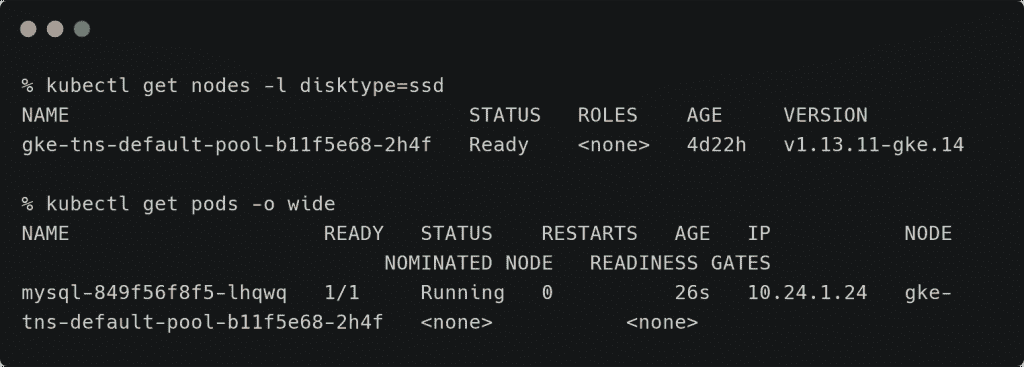 % kubectl get nodes -l disktype=ssd
NAME                                 STATUS   ROLES    AGE     VERSION
gke-tns-default-pool-b11f5e68-2h4f   Ready    <none>   4d22h   v1.13.11-gke.14

% kubectl get pods -o wide
NAME                     READY   STATUS    RESTARTS   AGE   IP           NODE
                              NOMINATED NODE   READINESS GATES
mysql-849f56f8f5-lhqwq   1/1     Running   0          26s   10.24.1.24   gke-
tns-default-pool-b11f5e68-2h4f   <none>           <none>